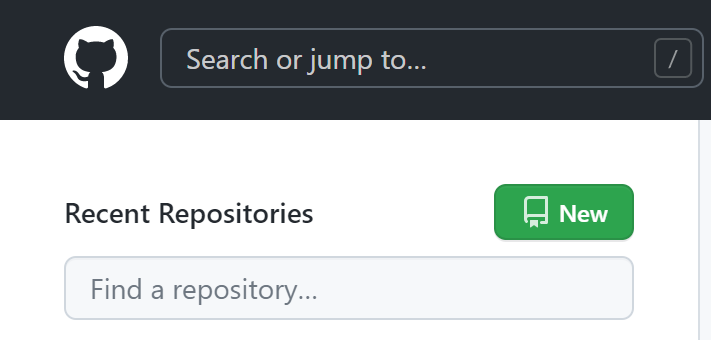 Search or jump to...
/
Recent Repositories
New
Find a repository...